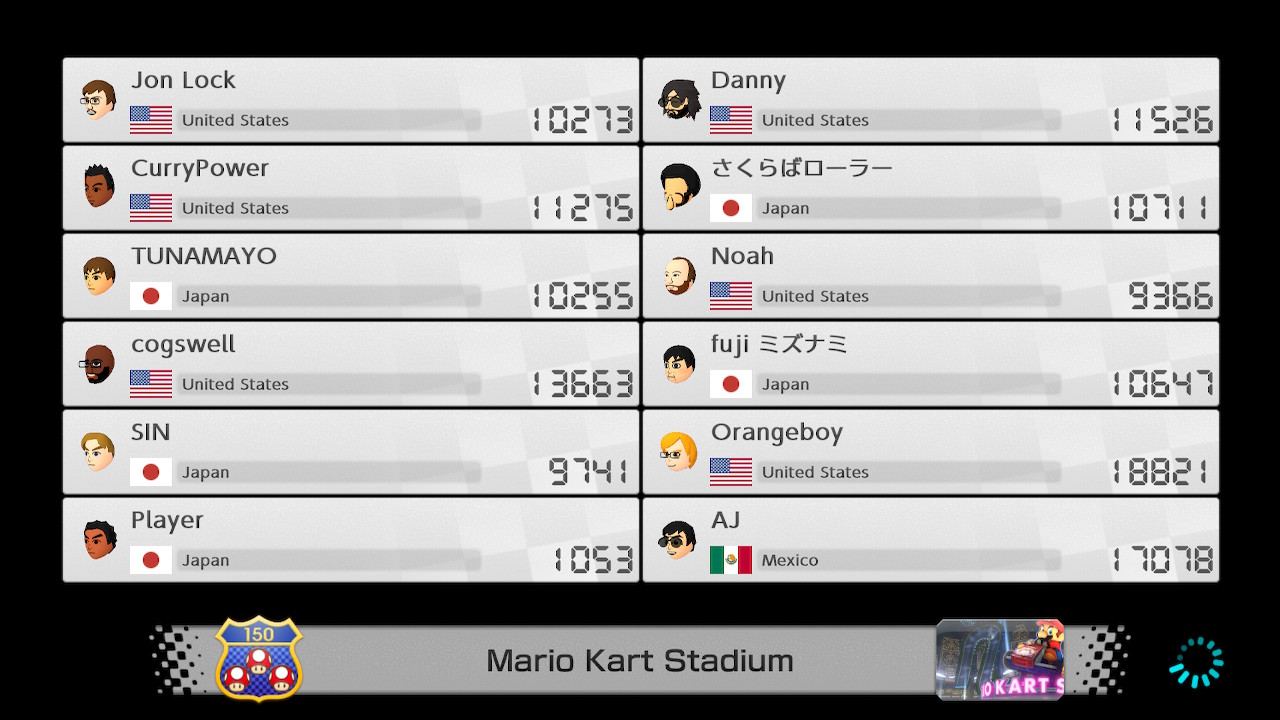 Jon Lock
United States 10273
Danny
United States 11526
CurryPower
United States 11275
さくらばローラー
Japan 10711
TUNAMAYO
Japan 10255
Noah
United States 9366
cogswell
United States 13663
fuji ミズナミ
Japan 10647
SIN
Japan 9741
Orangeboy
United States 18821
Player
Japan 1053
AJ
Mexico 17078
150
Mario Kart Stadium
IO KART S